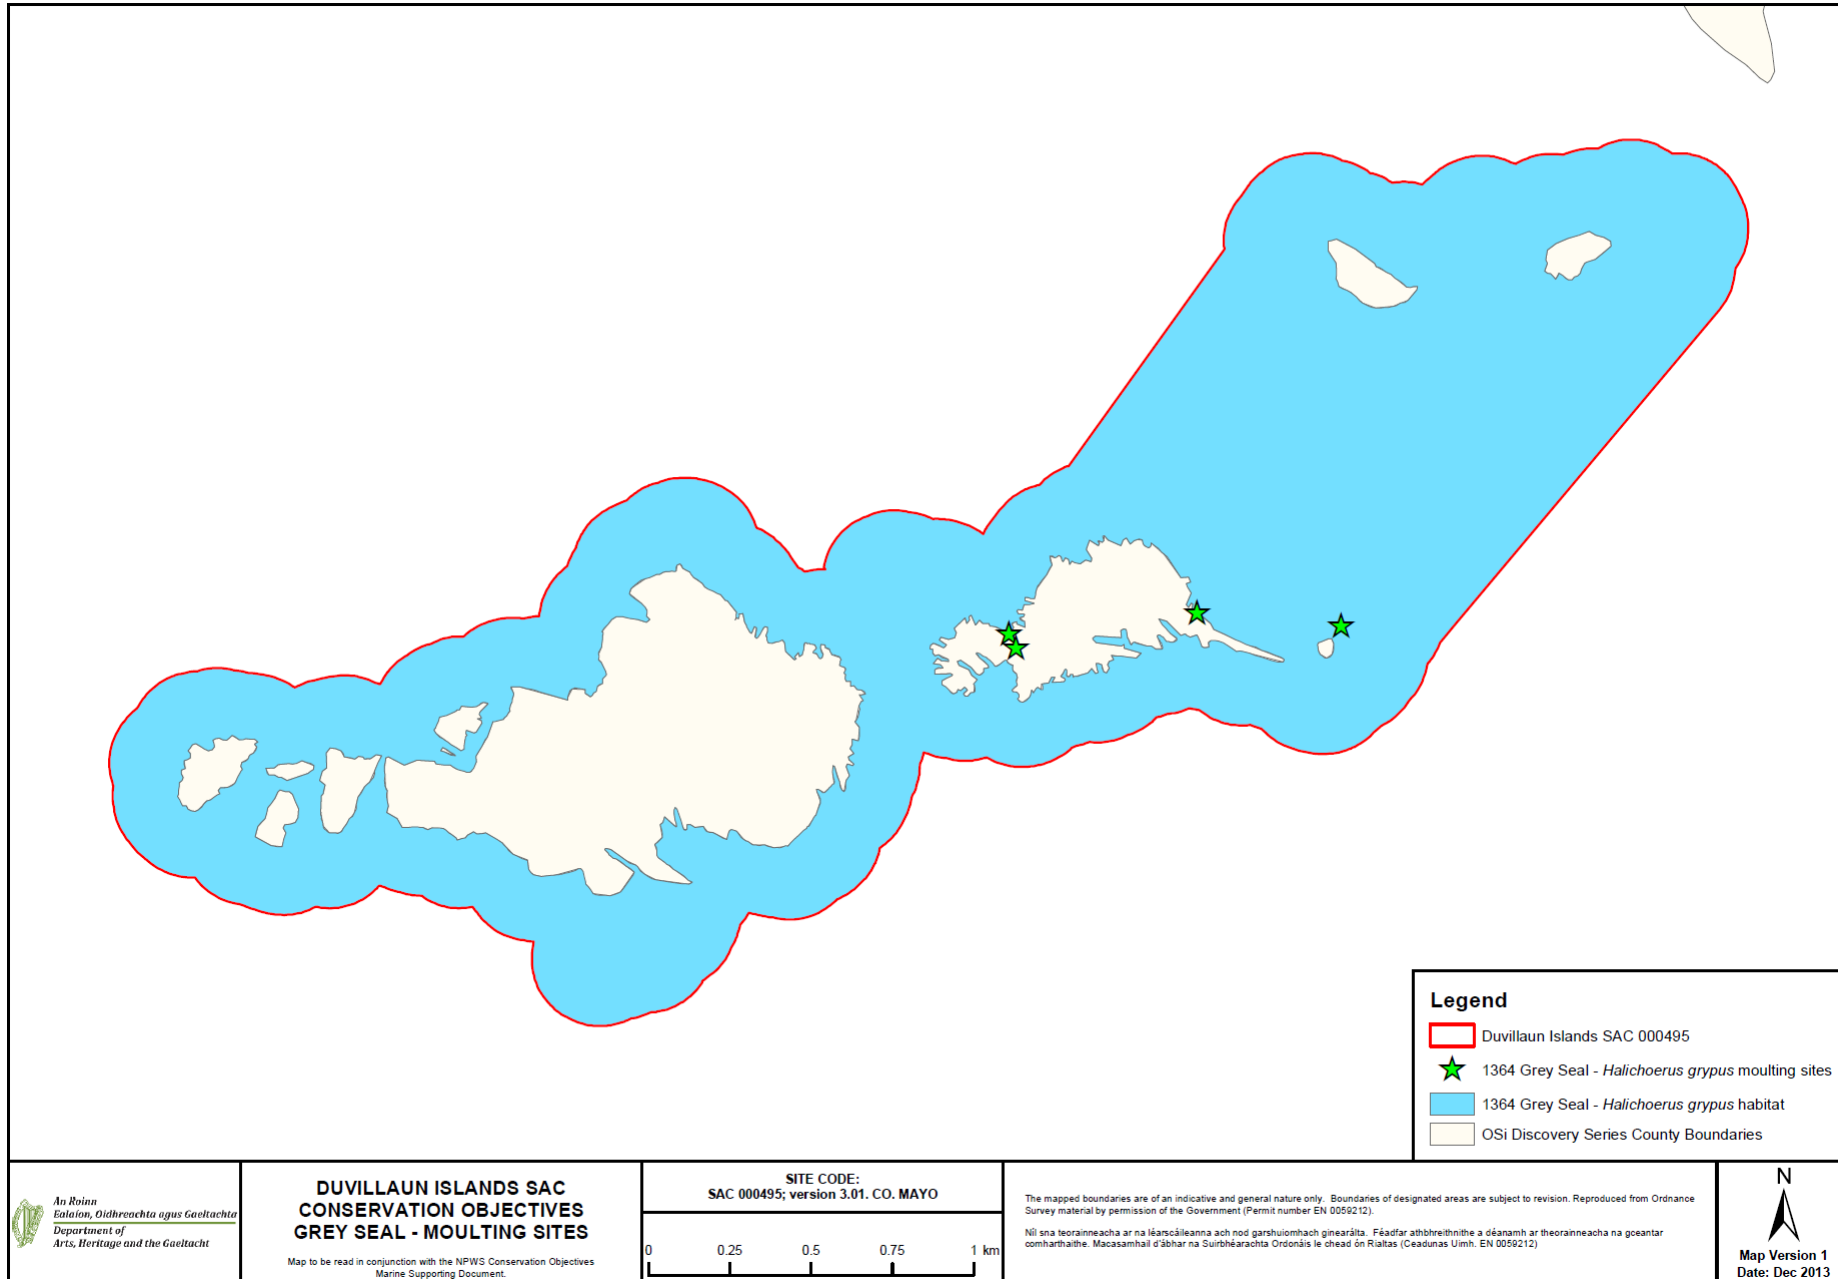 Legend
Duvillaun Islands SAC 000495
1364 Grey Seal - Halichoerus grypus moulting sites
1364 Grey Seal - Halichoerus grypus habitat
OSi Discovery Series County Boundaries
An Roinn
Ealaíon, Oidhreachta agus Gaeltachta
Department of
Arts, Heritage and the Gaeltacht
DUVILLAUN ISLANDS SAC
CONSERVATION OBJECTIVES
GREY SEAL - MOULTING SITES
Map to be read in conjunction with the NPWS Conservation Objectives
Marine Supporting Document.
SITE CODE:
SAC 000495; version 3.01. CO. MAYO
0 0.25 0.5 0.75 1 km
The mapped boundaries are of an indicative and general nature only. Boundaries of designated areas are subject to revision. Reproduced from Ordnance
Survey material by permission of the Government (Permit number EN 0059212).
Níl sna teorainneacha ar na léarscáileanna ach nod garshuiomhach ginearálta. Féadfar athbhreithnithe a déanamh ar theorainneacha na gceantar
comharthaithe. Macasamhail d'ábhar na Suirbhéarachta Ordonáis le chead ón Rialtas (Ceadunas Uimh. EN 0059212)
N
Map Version 1
Date: Dec 2013